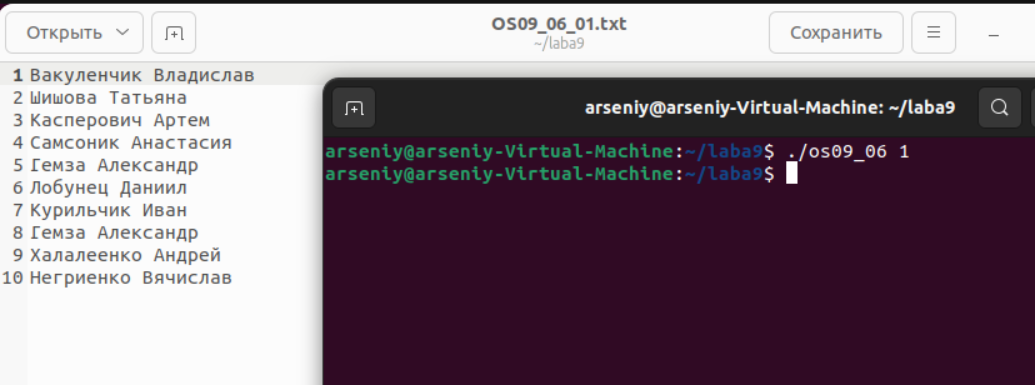 Открыть
OS09_06_01.txt
~/laba9
Сохранить
1 Вакуленчик Владислав
2 Шишова Татьяна
3 Касперович Артем
4 Самсоник Анастасия
5 Гемза Александр
6 Лобунец Даниил
7 Курильчик Иван
8 Гемза Александр
9 Халалеенко Андрей
10 Негриенко Вячислав
arseniy@arseniy-Virtual-Machine: ~/laba9
arseniy@arseniy-Virtual-Machine:~/laba9$ ./os09_06 1
arseniy@arseniy-Virtual-Machine:~/laba9$